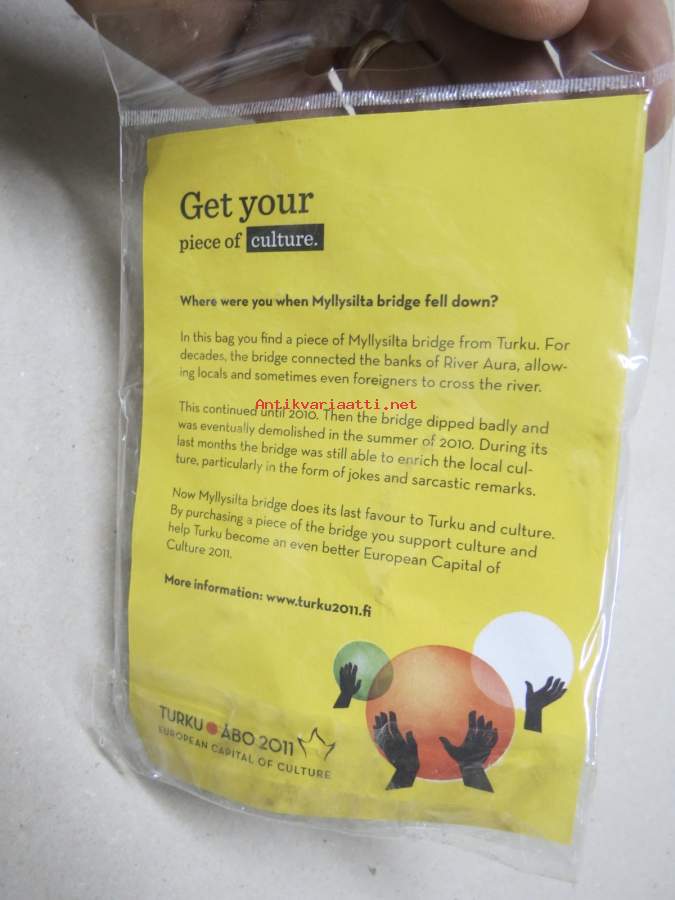 Get your
piece of culture.
Where were you when Myllysilta bridge fell down?
In this bag you find a piece of Myllysilta bridge from Turku. For
decades, the bridge connected the banks of River Aura, allow-
ing locals and sometimes even foreigners to cross the river.
Antikvariaatti.net
This continued until 2010. Then the bridge dipped badly and
was eventually demolished in the summer of 2010. During its
last months the bridge was still able to enrich the local cul-
ture, particularly in the form of jokes and sarcastic remarks.
Now Myllysilta bridge does its last favour to Turku and culture.
By purchasing a piece of the bridge you support culture and
help Turku become an even better European Capital of
Culture 2011.
More information: www.turku2011.fi
TURKU ÅBO 2011
EUROPEAN CAPITAL OF CULTURE